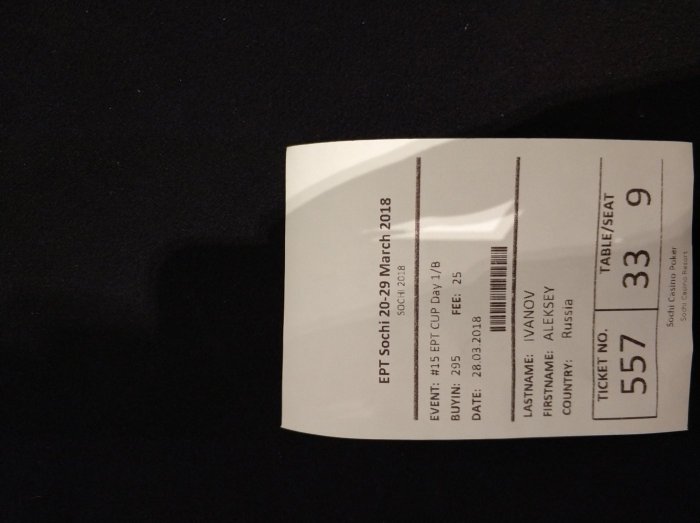 EPT Sochi 20-29 March 2018
SOCHI 2018
EVENT: #15 EPT CUP Day 1/B
BUYIN: 295 FEE: 25
DATE: 28.03.2018
LASTNAME: IVANOV
FIRSTNAME: ALEKSEY
COUNTRY: Russia
TICKET NO. TABLE/SEAT
557 33 9
Sochi Casino Poker
Sochi Casino Resort